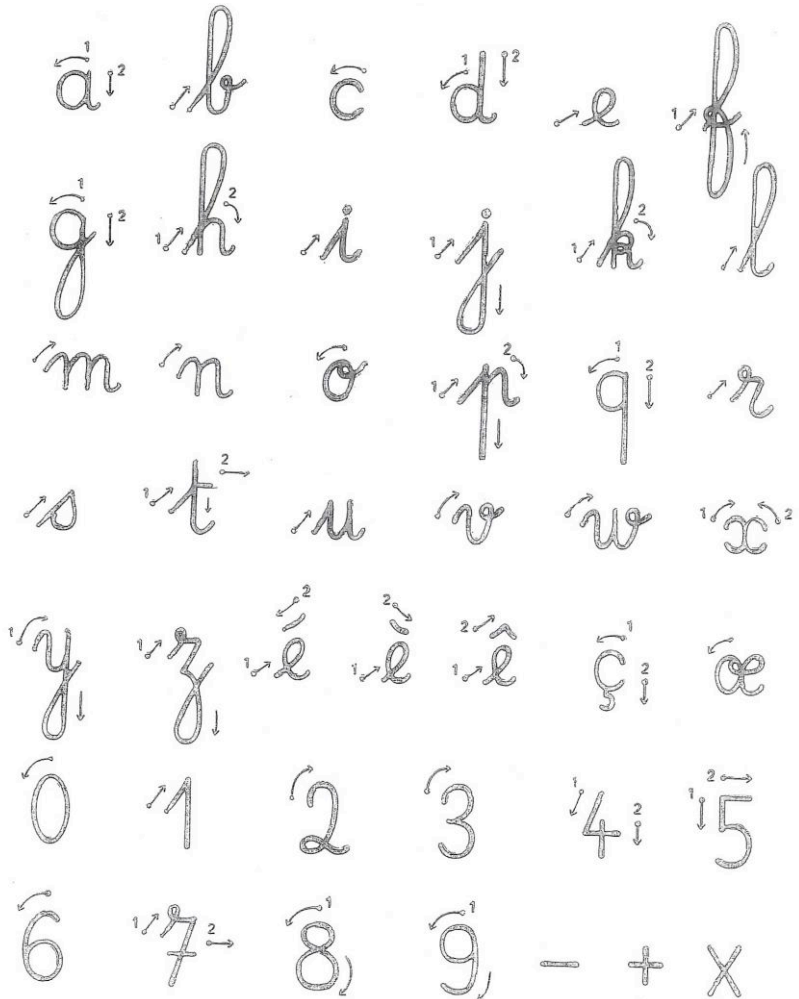 a b c d e f
g h i j k l
m n o p q r
s t u v w x
y z é è ê ç œ
0 1 2 3 4 5
6 7 8 9 - + x